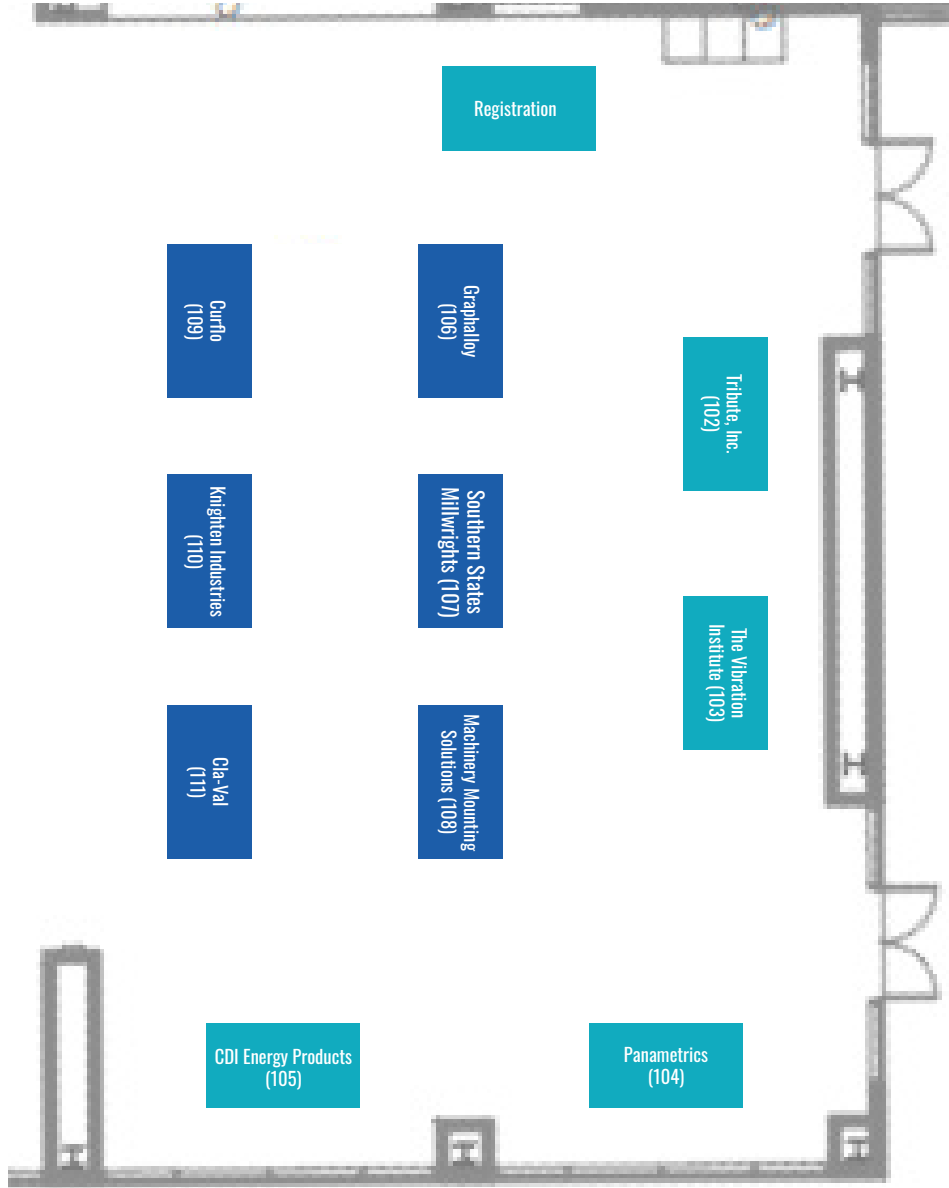 Registration
Curflo
(109)
Graphalloy
(106)
Tribute, Inc.
(102)
Knighten Industries
(110)
Southern States
Millwrights (107)
The Vibration
Institute (103)
Cla-Val
(111)
Machinery Mounting
Solutions (108)
CDI Energy Products
(105)
Panametrics
(104)